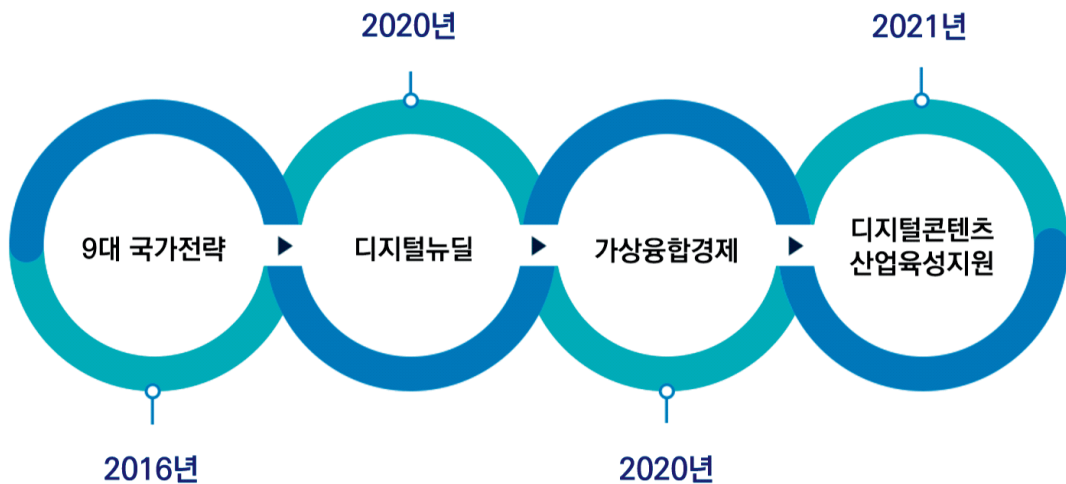 2020년
2021년
9대 국가전략
디지털뉴딜
가상융합경제
디지털콘텐츠
산업육성지원
2016년
2020년